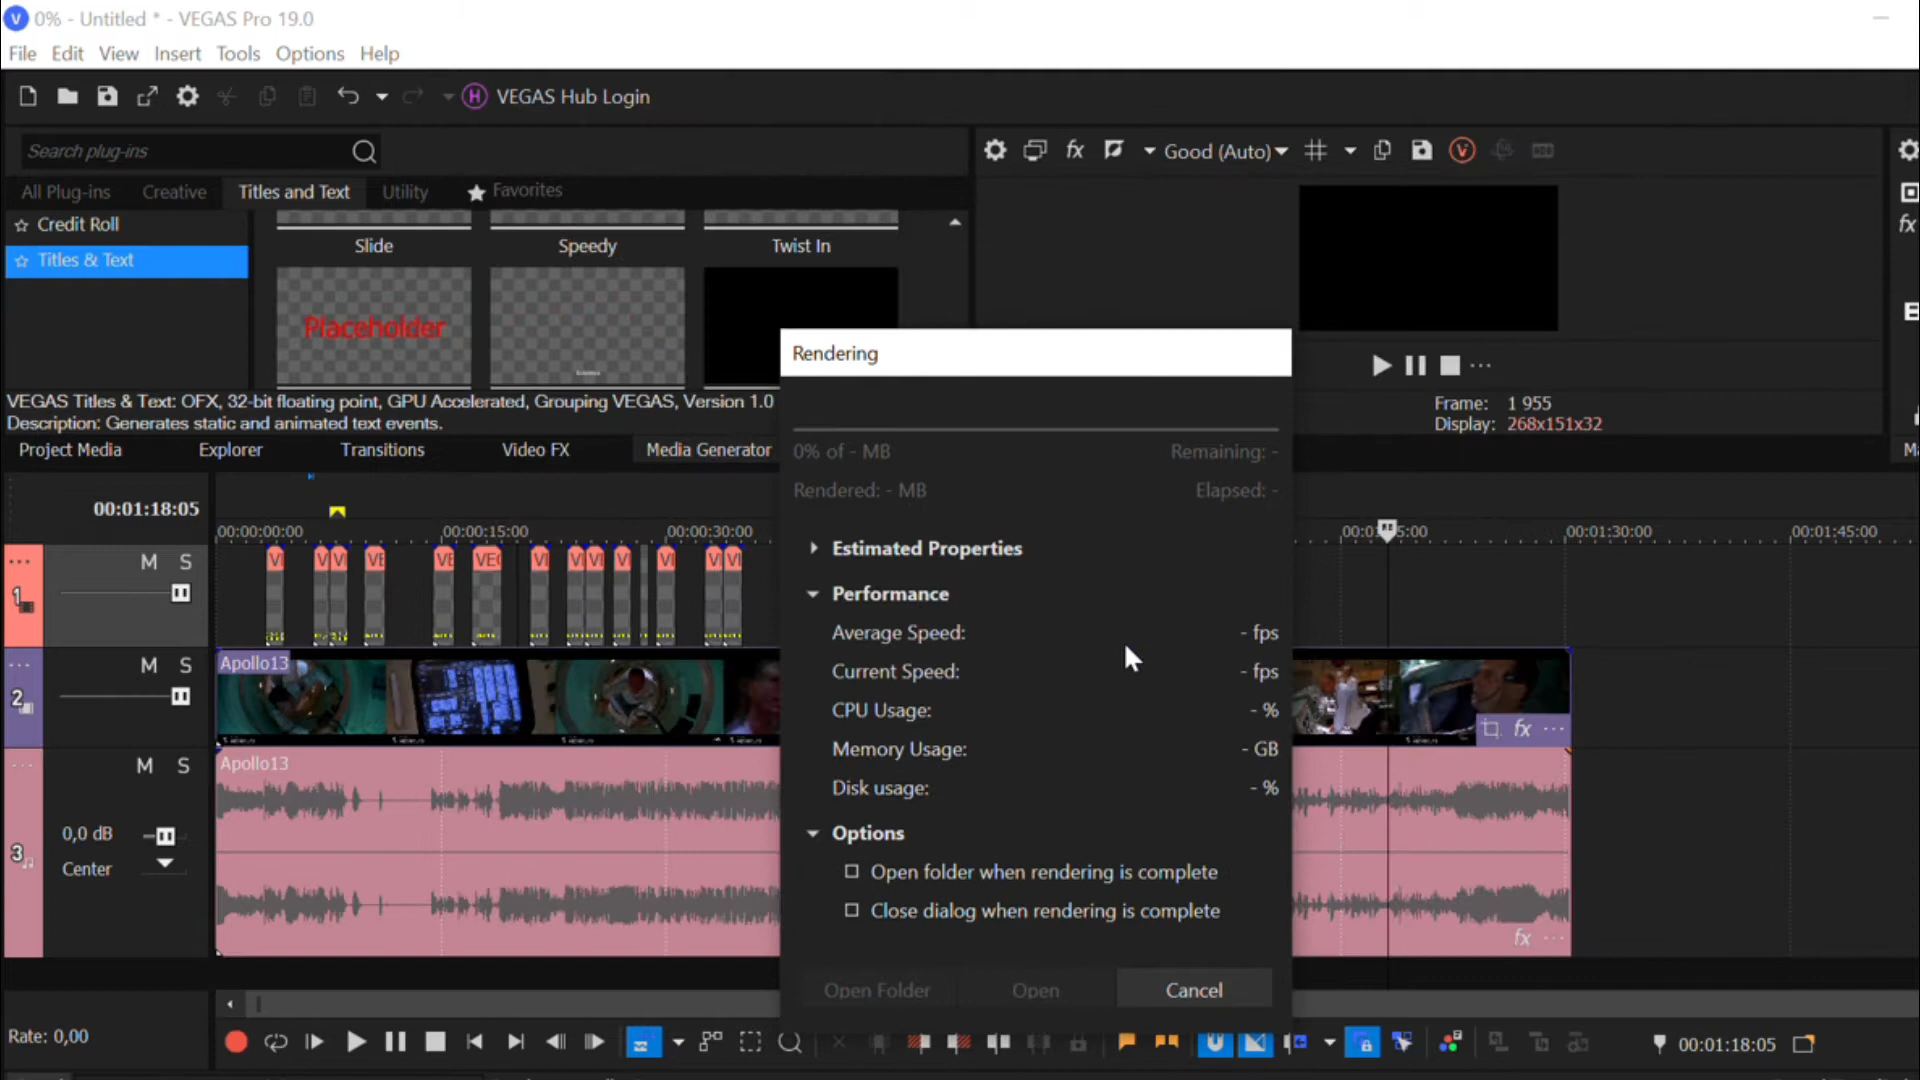 0% - Untitled * - VEGAS Pro 19.0
File Edit View Insert Tools Options Help
VEGAS Hub Login
Search plug-ins
Good (Auto)
All Plug-ins Creative Titles and Text Utility Favorites
Credit Roll
Titles & Text
Slide Speedy Twist In
Placeholder
Rendering
VEGAS Titles & Text: OFX, 32-bit floating point, GPU Accelerated, Grouping VEGAS, Version 1.0
Description: Generates static and animated text events.
Frame: 1 955
Display: 268x151x32
Project Media Explorer Transitions Video FX Media Generator
0% of - MB Remaining: -
Rendered: - MB Elapsed: -
00:01:18:05
00:00:00:00 00:00:15:00 00:00:30:00 00:01:30:00 00:01:45:00
Estimated Properties
Performance
Average Speed: - fps
Current Speed: - fps
CPU Usage: - %
Memory Usage: - GB
Disk usage: - %
Options
Open folder when rendering is complete
Close dialog when rendering is complete
Open Folder Open Cancel
1 M S
2 M S
Apollo13
fx
M S
Apollo13
3
0,0 dB
Center
fx
Rate: 0,00
00:01:18:05